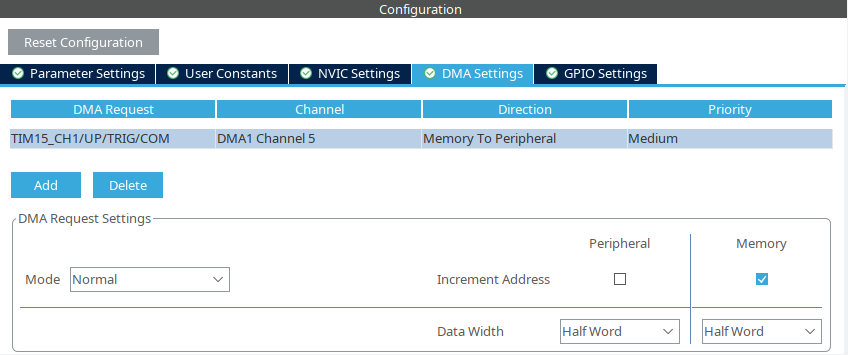 Configuration
Reset Configuration
Parameter Settings User Constants NVIC Settings DMA Settings GPIO Settings
DMA Request Channel Direction Priority
TIM15_CH1/UP/TRIG/COM DMA1 Channel 5 Memory To Peripheral Medium
Add Delete
DMA Request Settings
Peripheral Memory
Mode Normal Increment Address
Data Width Half Word Half Word